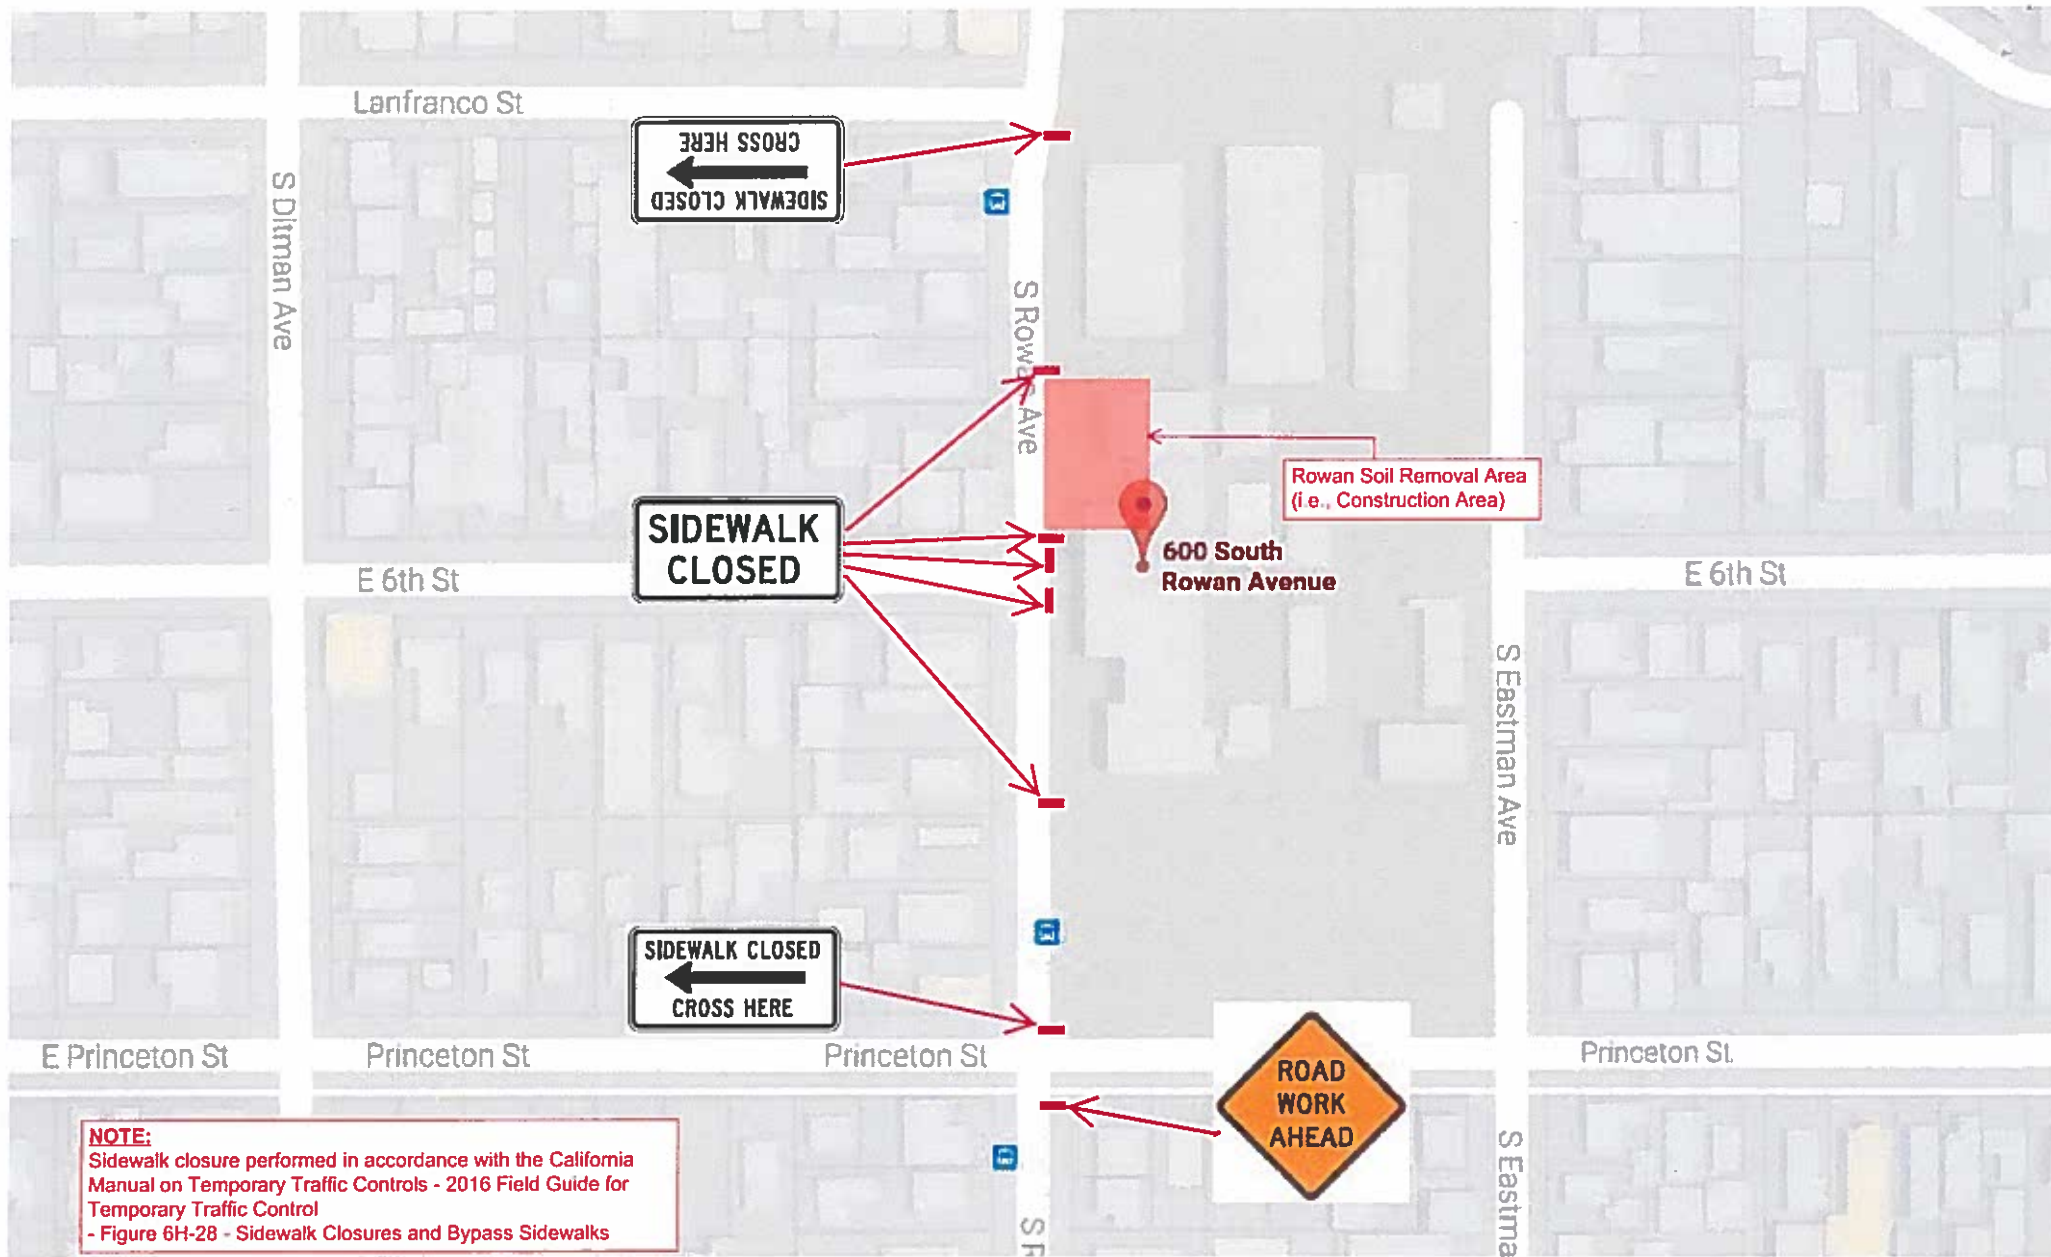 Lanfranco St
SIDEWALK CLOSED
CROSS HERE
S Ditman Ave
S Rowan Ave
Rowan Soil Removal Area
(i.e., Construction Area)
SIDEWALK
CLOSED
600 South
Rowan Avenue
E 6th St
E 6th St
S Eastman Ave
SIDEWALK CLOSED
CROSS HERE
E Princeton St
Princeton St
Princeton St
Princeton St.
ROAD
WORK
AHEAD
NOTE:
Sidewalk closure performed in accordance with the California
Manual on Temporary Traffic Controls - 2016 Field Guide for
Temporary Traffic Control
- Figure 6H-28 - Sidewalk Closures and Bypass Sidewalks
S R
S Eastma